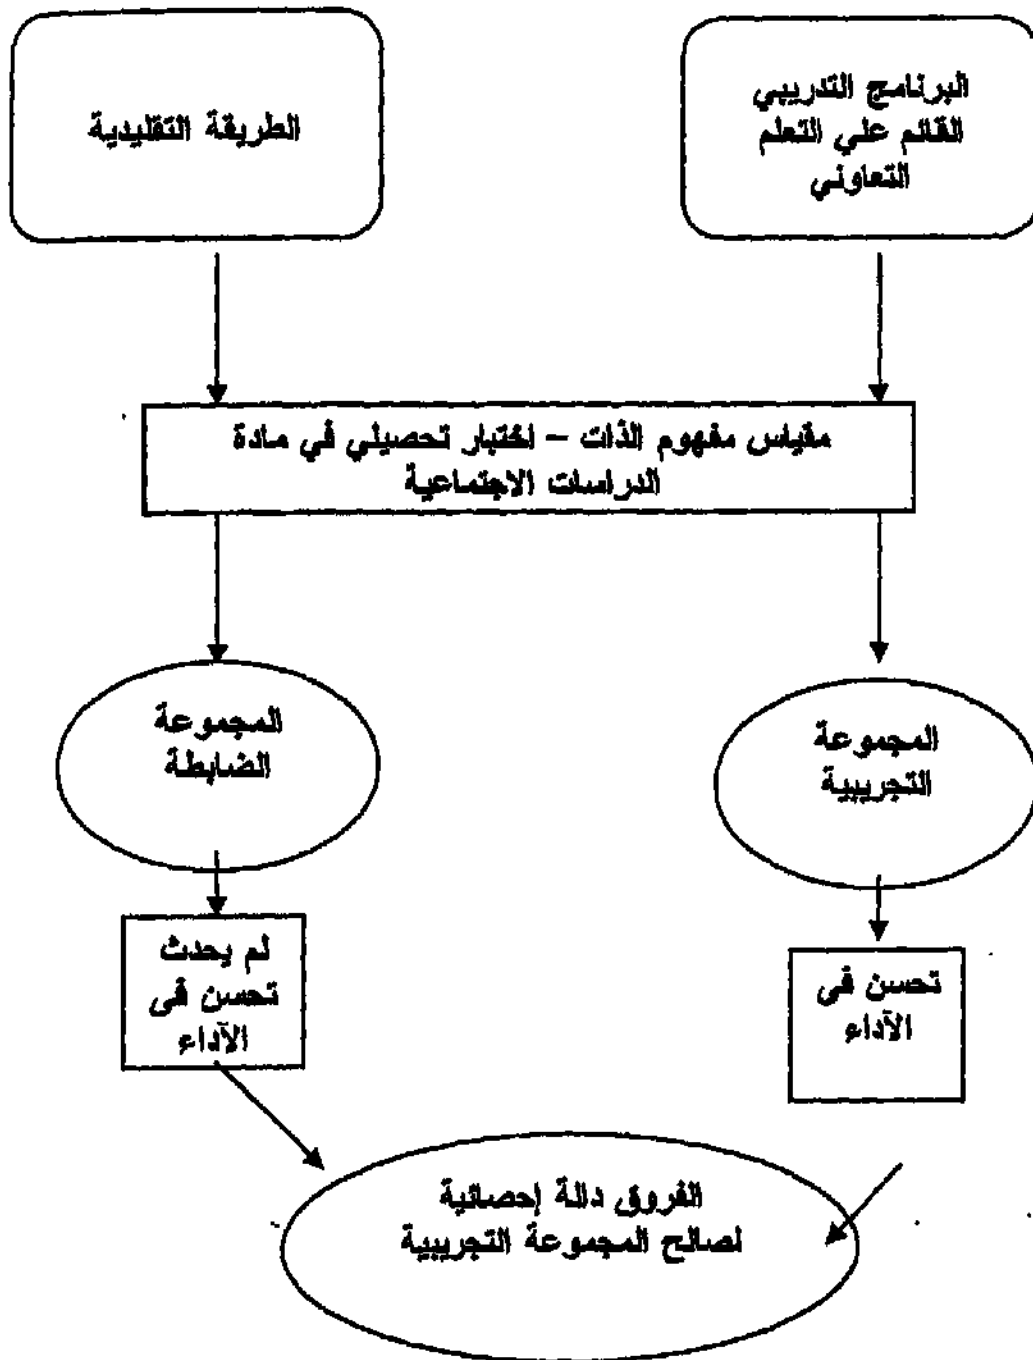 البرنامج التدريبي
القائم علي التعلم
التعاوني
الطريقة التقليدية
مقياس مفهوم الذات – اختبار تحصيلي في مادة
الدراسات الاجتماعية
المجموعة
التجريبية
المجموعة
الضابطة
تحسن فى
الآداء
لم يحدث
تحسن فى
الآداء
الفروق دالة إحصائية
لصالح المجموعة التجريبية